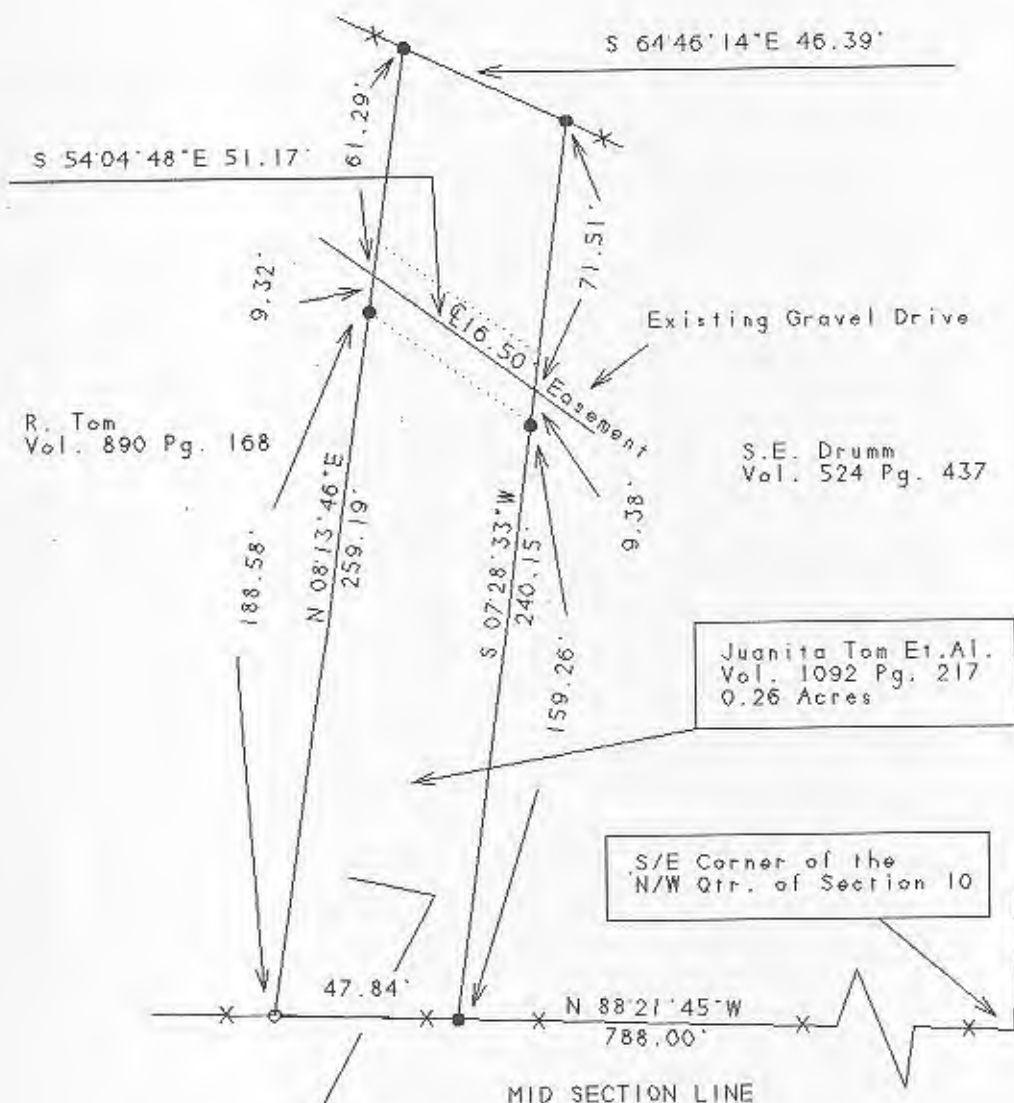 S 64°46'14"E 46.39'
61.29'
S 54°04'48"E 51.17'
9.32'
71.51'
℄16.50'
Easement
Existing Gravel Drive
R. Tom
Vol. 890 Pg. 168
S.E. Drumm
Vol. 524 Pg. 437
188.58'
N 08°13'46"E
259.19'
S 07°28'33"W
240.15'
9.38'
159.26'
Juanita Tom Et.Al.
Vol. 1092 Pg. 217
0.26 Acres
S/E Corner of the
N/W Qtr. of Section 10
47.84'
N 88°21'45"W
788.00'
MID SECTION LINE